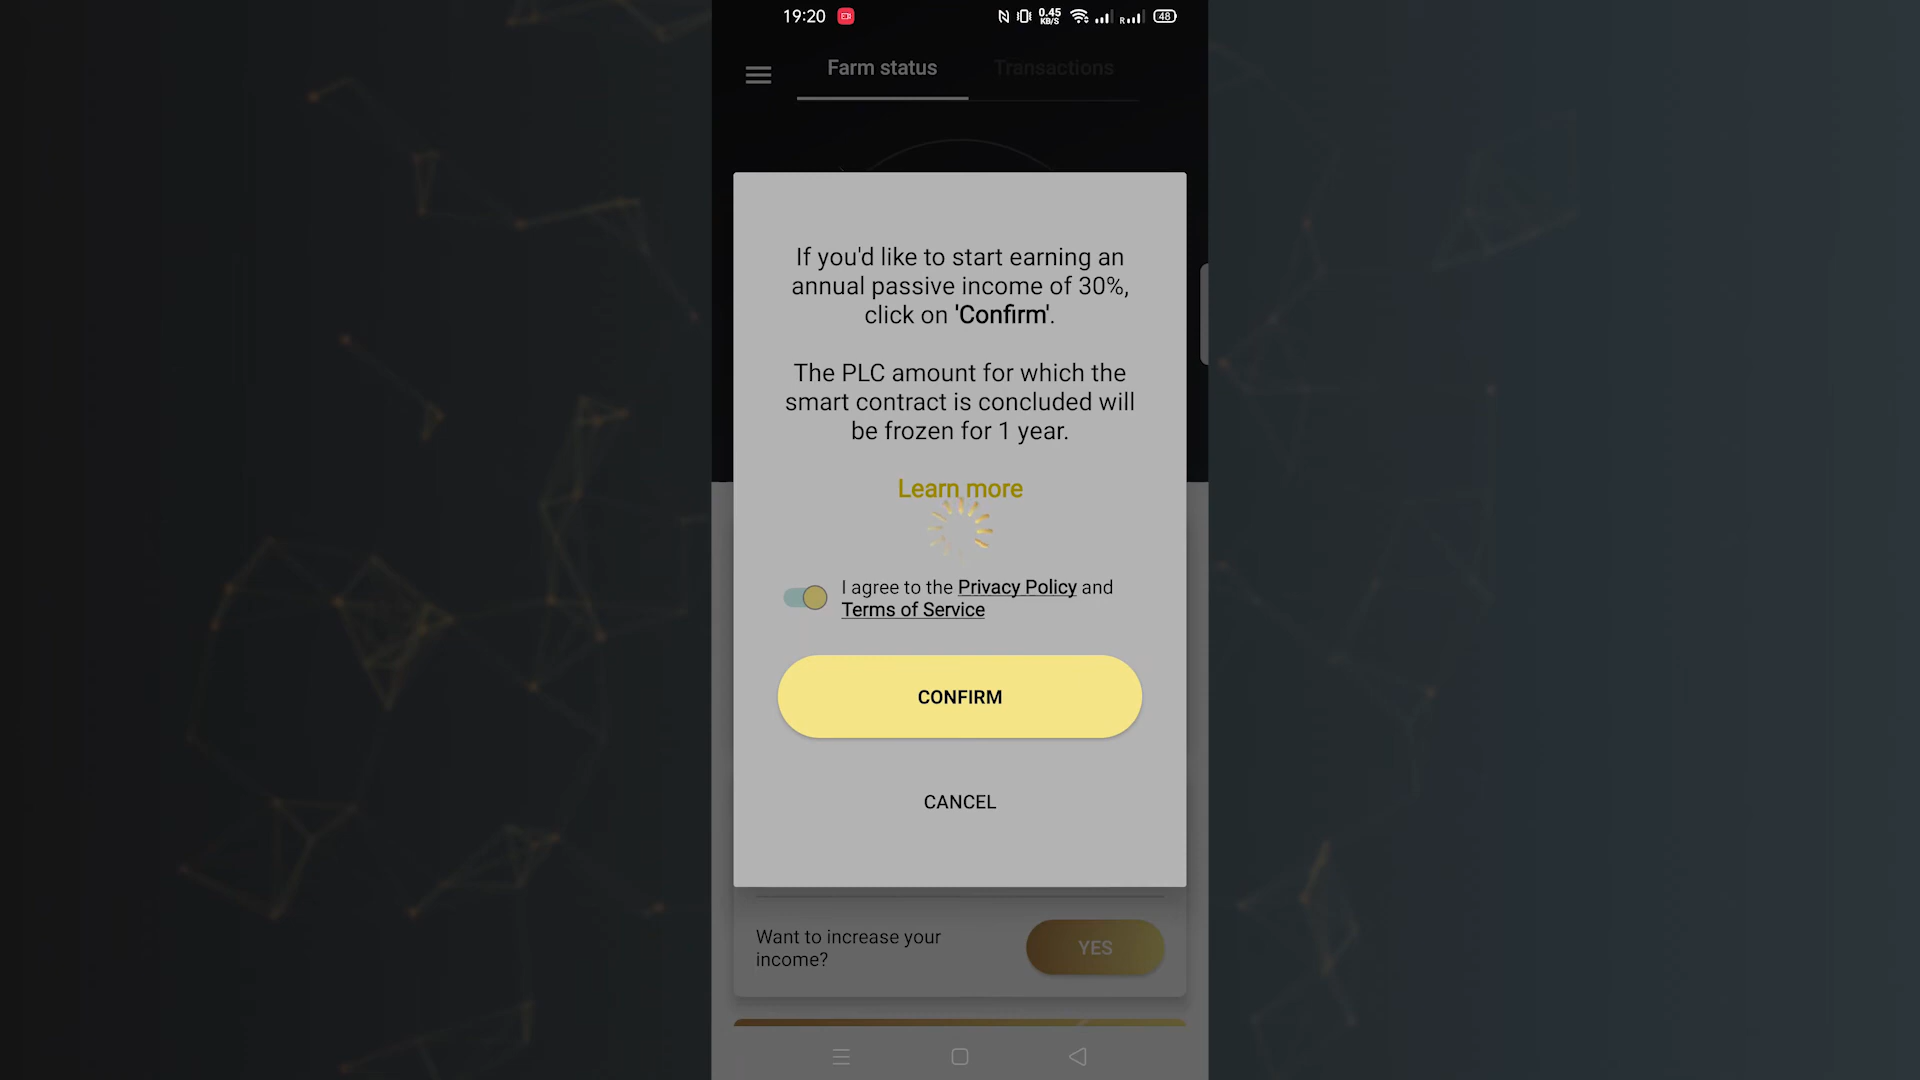 19:20
0.45
KB/S
R
48
Farm status
Transactions
If you'd like to start earning an
annual passive income of 30%,
click on 'Confirm'.
The PLC amount for which the
smart contract is concluded will
be frozen for 1 year.
Learn more
I agree to the Privacy Policy and
Terms of Service
CONFIRM
CANCEL
Want to increase your
income?
YES